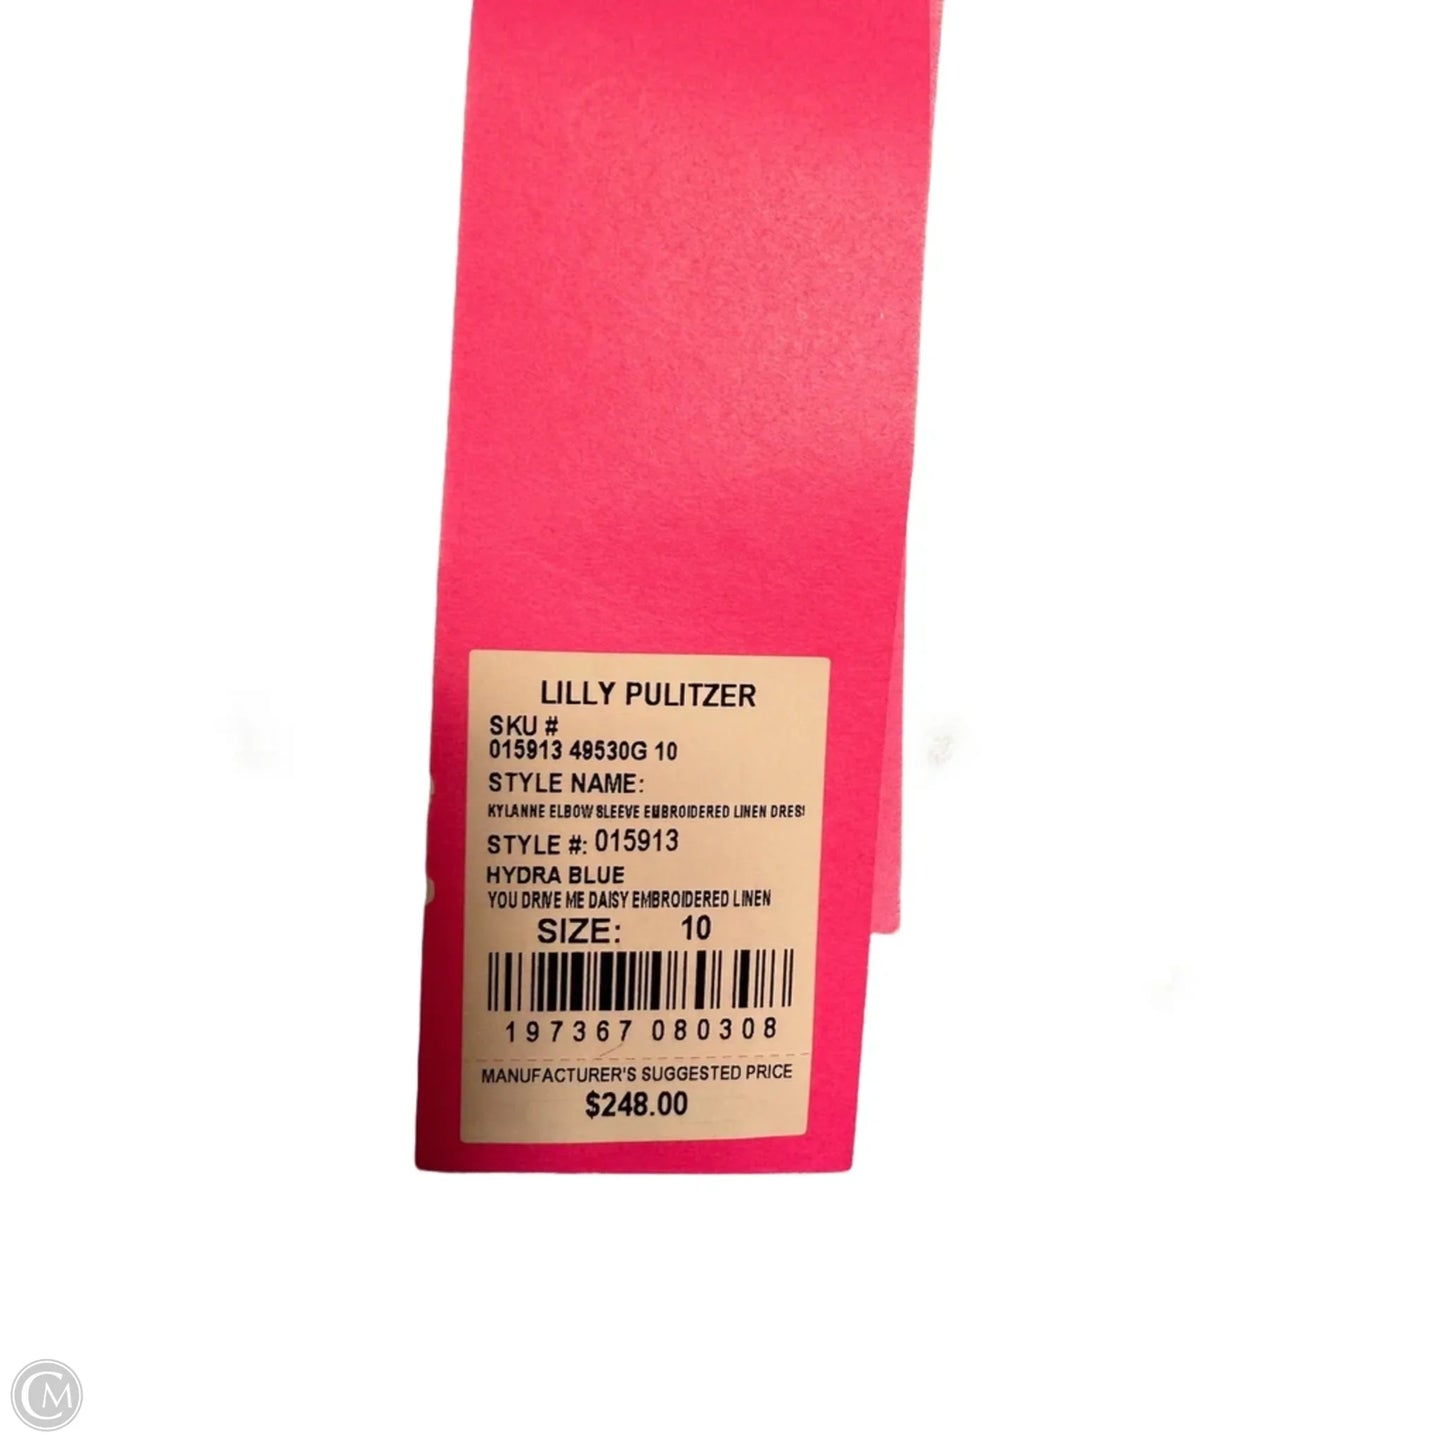 LILLY PULITZER
SKU #
015913 49530G 10
STYLE NAME:
KYLANNE ELBOW SLEEVE EMBROIDERED LINEN DRES
STYLE #: 015913
HYDRA BLUE
YOU DRIVE ME DAISY EMBROIDERED LINEN
SIZE: 10
197367 080308
MANUFACTURER'S SUGGESTED PRICE
$248.00
CM